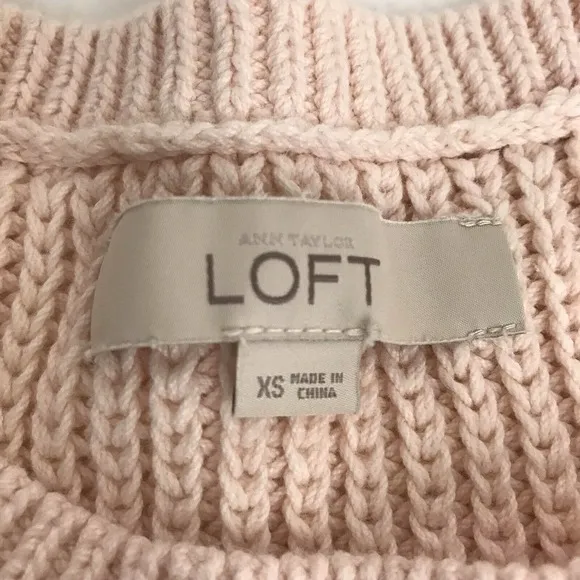 ANN TAYLOR
LOFT
XS MADE IN
CHINA